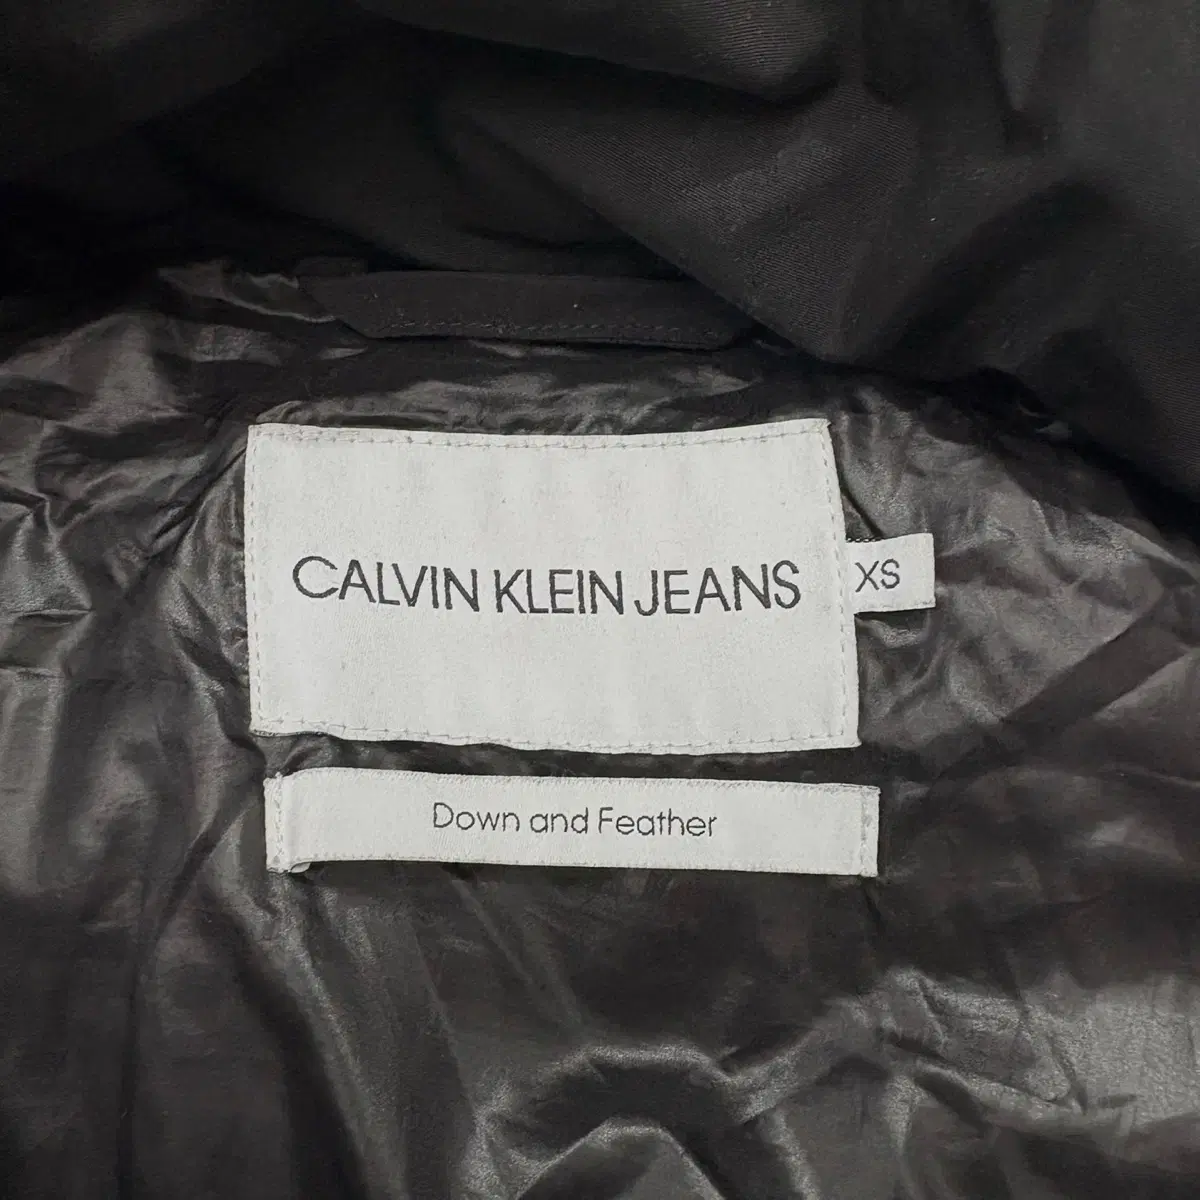 CALVIN KLEIN JEANS
XS
Down and Feather